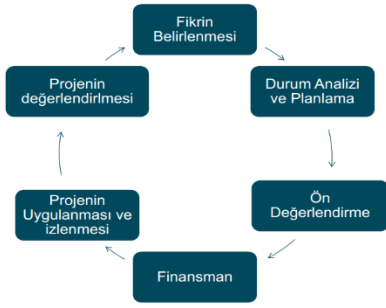 Fikrin
Belirlenmesi
Durum Analizi
ve Planlama
Ön
Değerlendirme
Finansman
Projenin
Uygulanması ve
izlenmesi
Projenin
değerlendirlmesi